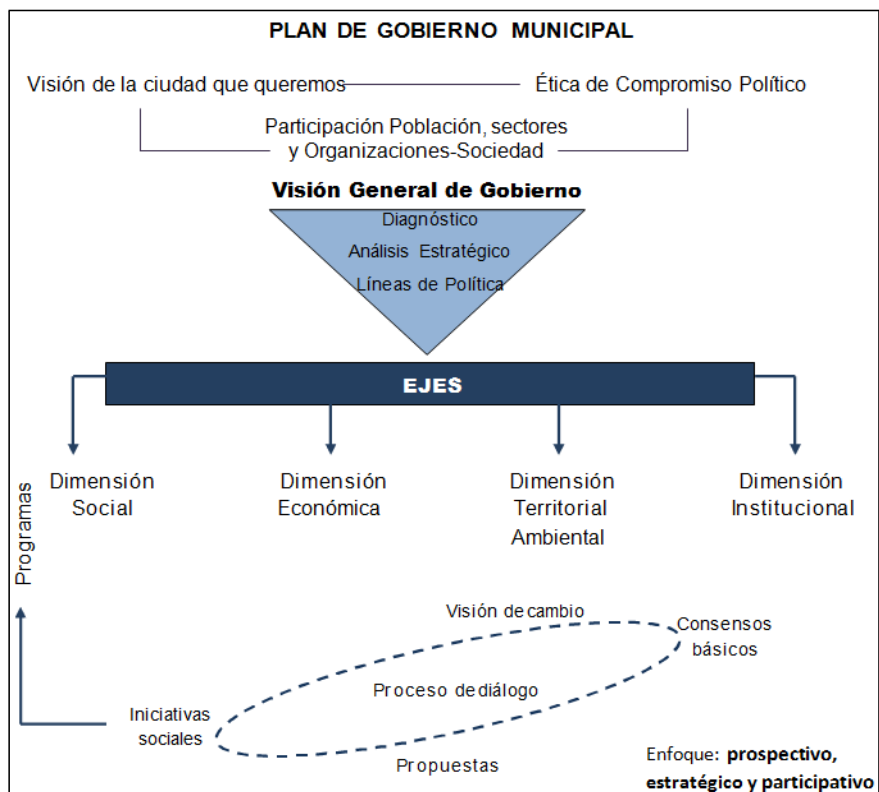 PLAN DE GOBIERNO MUNICIPAL
Visión de la ciudad que queremos
Ética de Compromiso Político
Participación Población, sectores
y Organizaciones-Sociedad
Visión General de Gobierno
Diagnóstico
Análisis Estratégico
Líneas de Política
EJES
Dimensión
Social
Dimensión
Económica
Dimensión
Territorial
Ambiental
Dimensión
Institucional
Programas
Visión de cambio
Consensos
básicos
Proceso de diálogo
Iniciativas
sociales
Propuestas
Enfoque: prospectivo,
estratégico y participativo